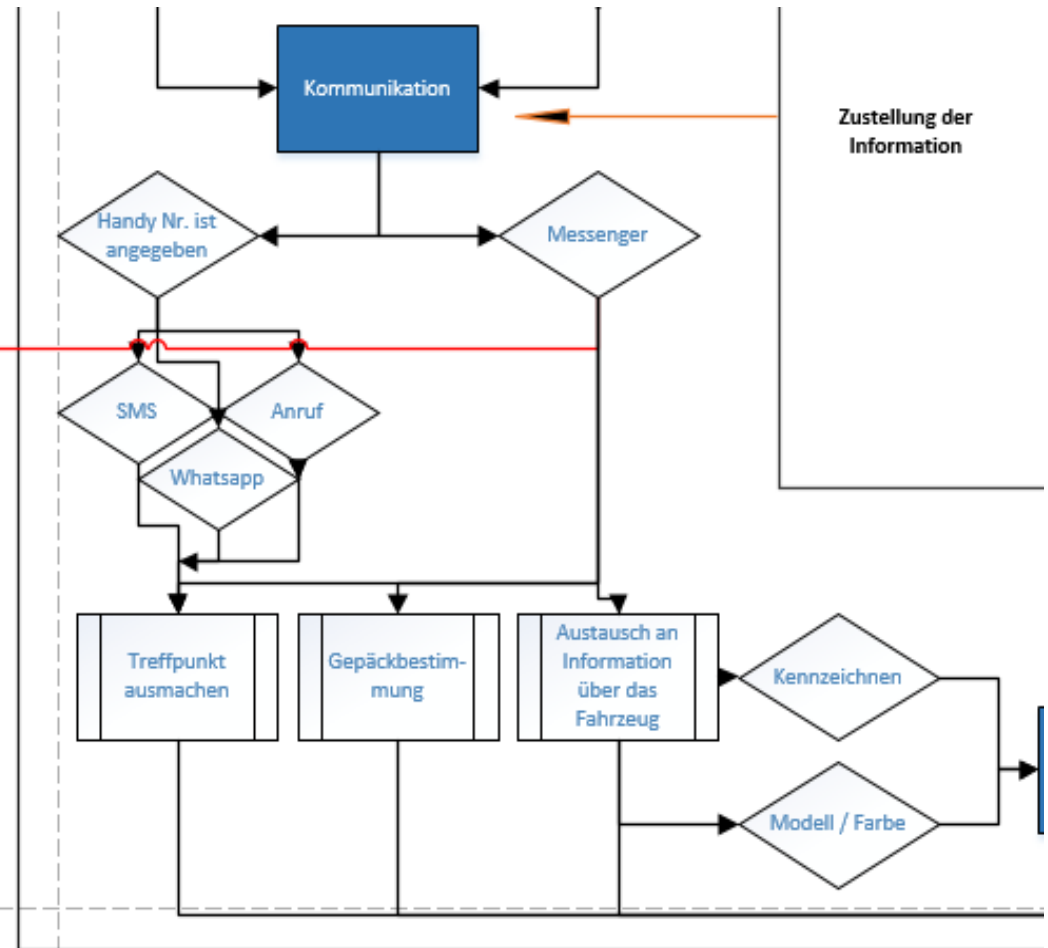 Kommunikation
Zustellung der
Information
Handy Nr. ist
angegeben
Messenger
SMS
Anruf
Whatsapp
Treffpunkt
ausmachen
Gepäckbestim-
mung
Austausch an
Information
über das
Fahrzeug
Kennzeichnen
Modell / Farbe